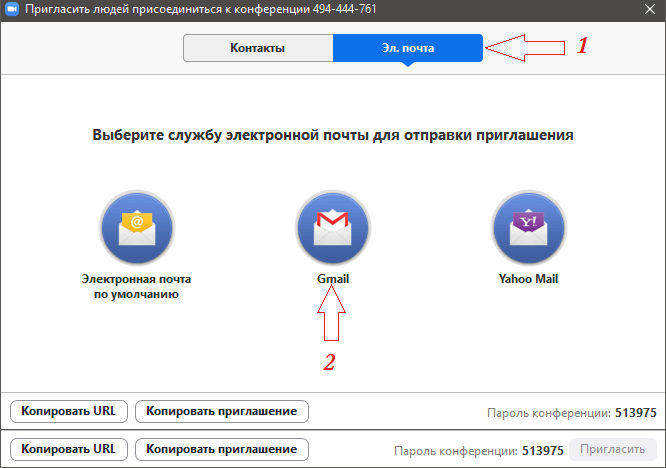 Пригласить людей присоединиться к конференции 494-444-761
Контакты
Эл. почта
1
Выберите службу электронной почты для отправки приглашения
@
Y!
Электронная почта
по умолчанию
Gmail
Yahoo Mail
2
Копировать URL
Копировать приглашение
Пароль конференции: 513975
Копировать URL
Копировать приглашение
Пароль конференции: 513975
Пригласить